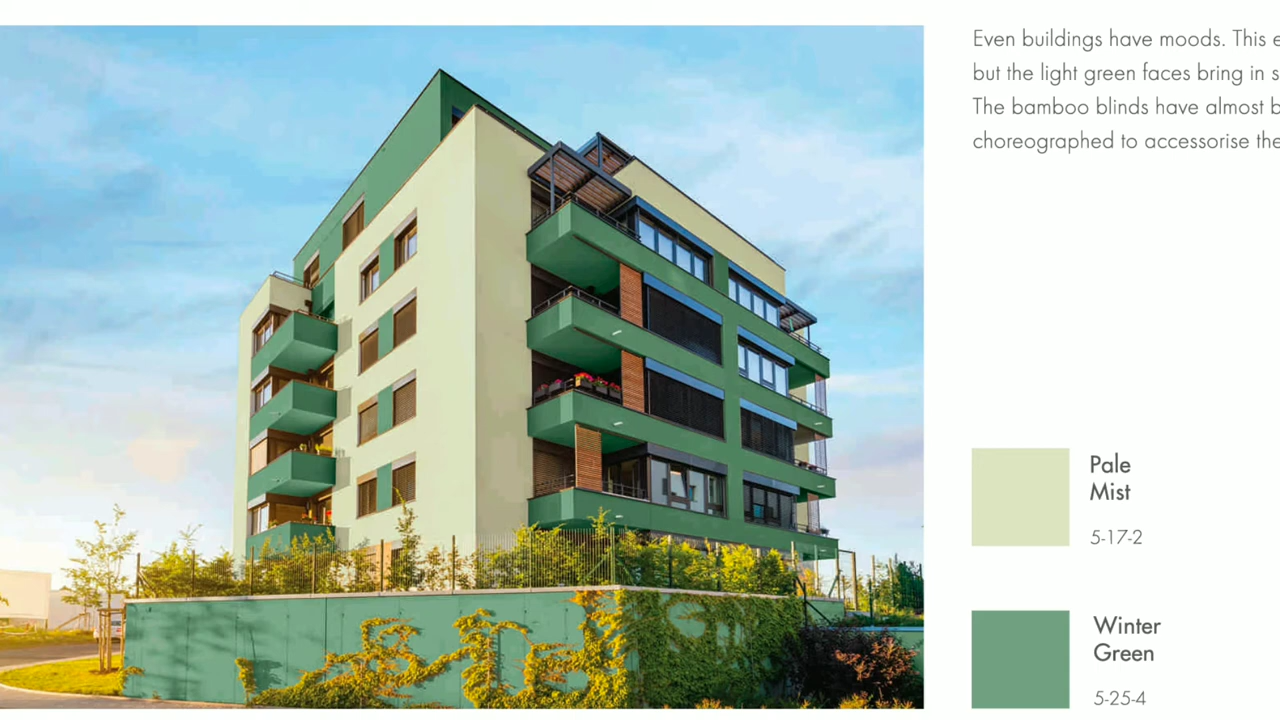 Even buildings have moods. This
but the light green faces bring in
The bamboo blinds have almost
choreographed to accessorise the
Pale
Mist
5-17-2
Winter
Green
5-25-4